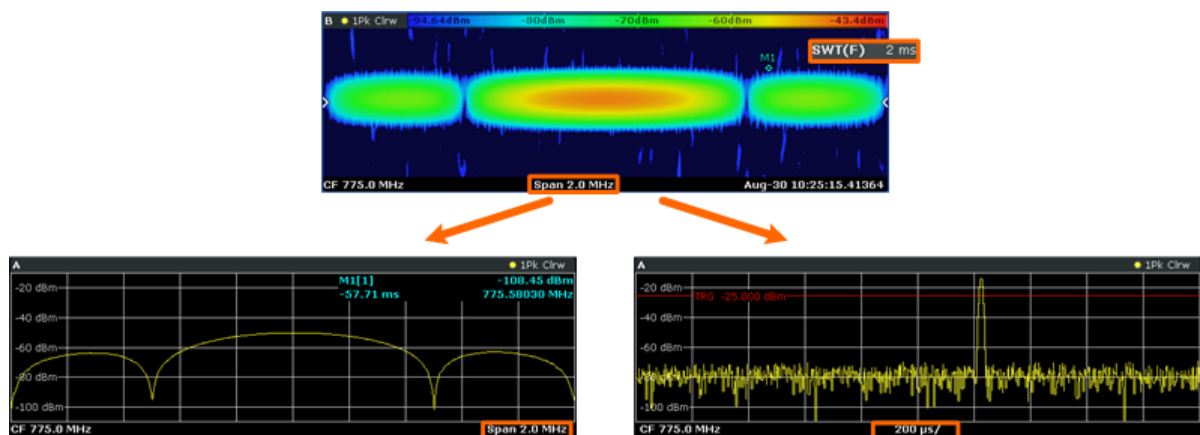 B 1Pk Clrw -94.64dBm -80dBm -70dBm -60dBm -43.4dBm
SWT(F) 2 ms
M1
CF 775.0 MHz Span 2.0 MHz Aug-30 10:25:15.41364
A 1Pk Clrw
M1[1] -108.45 dBm
-57.71 ms 775.58030 MHz
-20 dBm
-40 dBm
-60 dBm
-80 dBm
-100 dBm
CF 775.0 MHz Span 2.0 MHz
A 1Pk Clrw
-20 dBm
TRG -25.000 dBm
-40 dBm
-60 dBm
-80 dBm
-100 dBm
CF 775.0 MHz 200 µs/